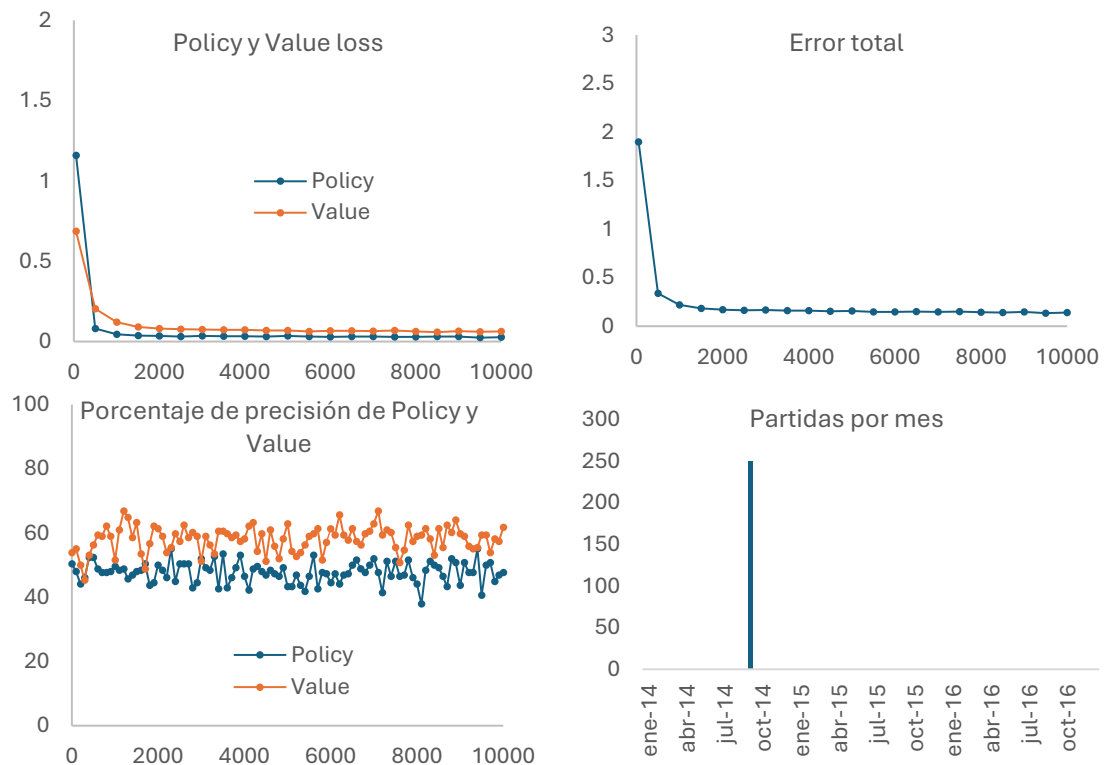 Policy y Value loss
2
1.5
1
0.5
0
Policy
Value
0 2000 4000 6000 8000 10000
Error total
3
2.5
2
1.5
1
0.5
0
0 2000 4000 6000 8000 10000
Porcentaje de precisión de Policy y
Value
100
80
60
40
20
0
Policy
Value
0 2000 4000 6000 8000 10000
Partidas por mes
300
250
200
150
100
50
0
ene-14
abr-14
jul-14
oct-14
ene-15
abr-15
jul-15
oct-15
ene-16
abr-16
jul-16
oct-16